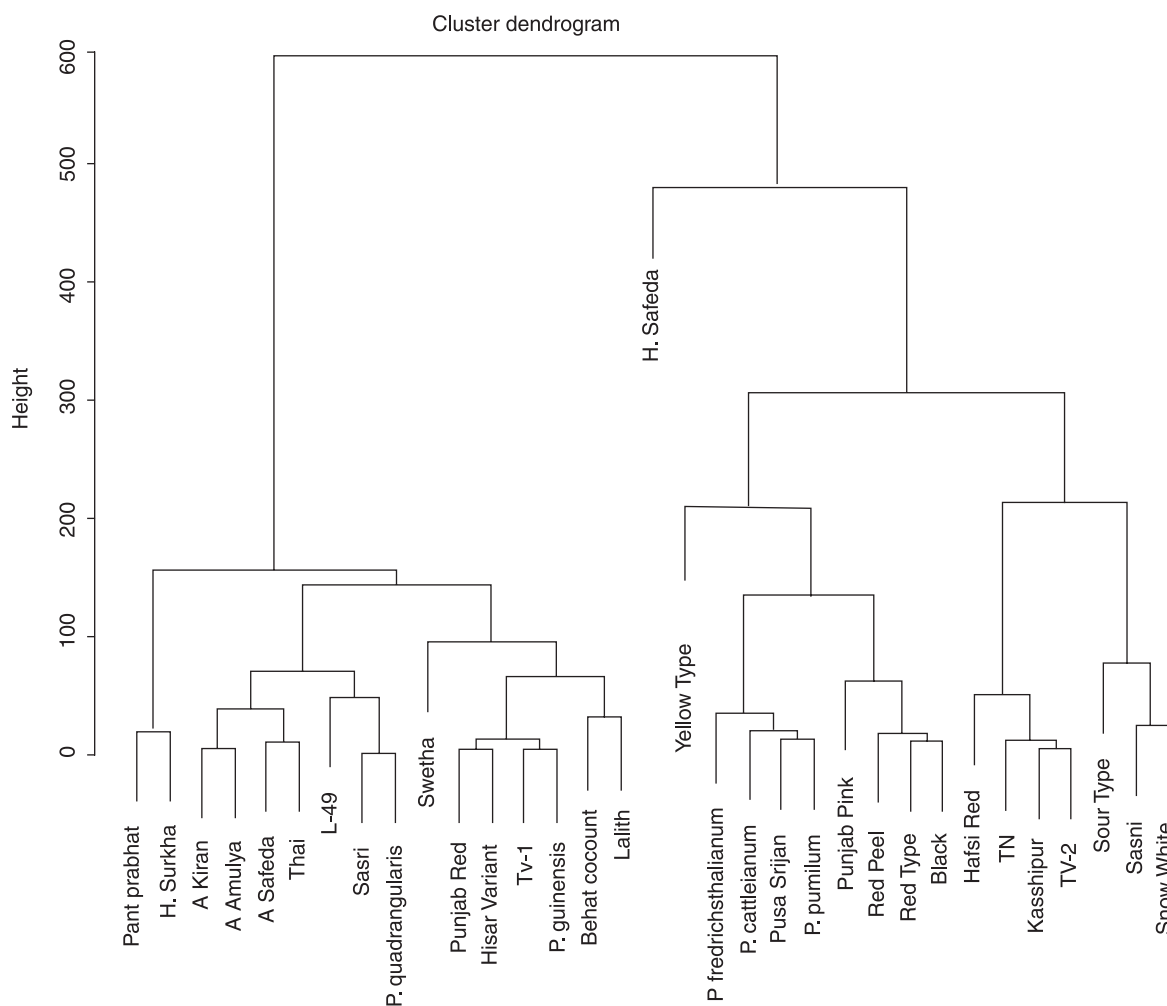 Cluster dendrogram
Height
600
500
400
300
200
100
0
H. Safeda
Yellow Type
Pant prabhat
H. Surkha
A Kiran
A Amulya
A Safeda
Thai
L-49
Sasri
P. quadrangularis
Swetha
Punjab Red
Hisar Variant
Tv-1
P. guinensis
Behat cocount
Lalith
P fredrichsthalianum
P. cattleianum
Pusa Srijan
P. pumilum
Punjab Pink
Red Peel
Red Type
Black
Hafsi Red
TN
Kasshipur
TV-2
Sour Type
Sasni
Snow White